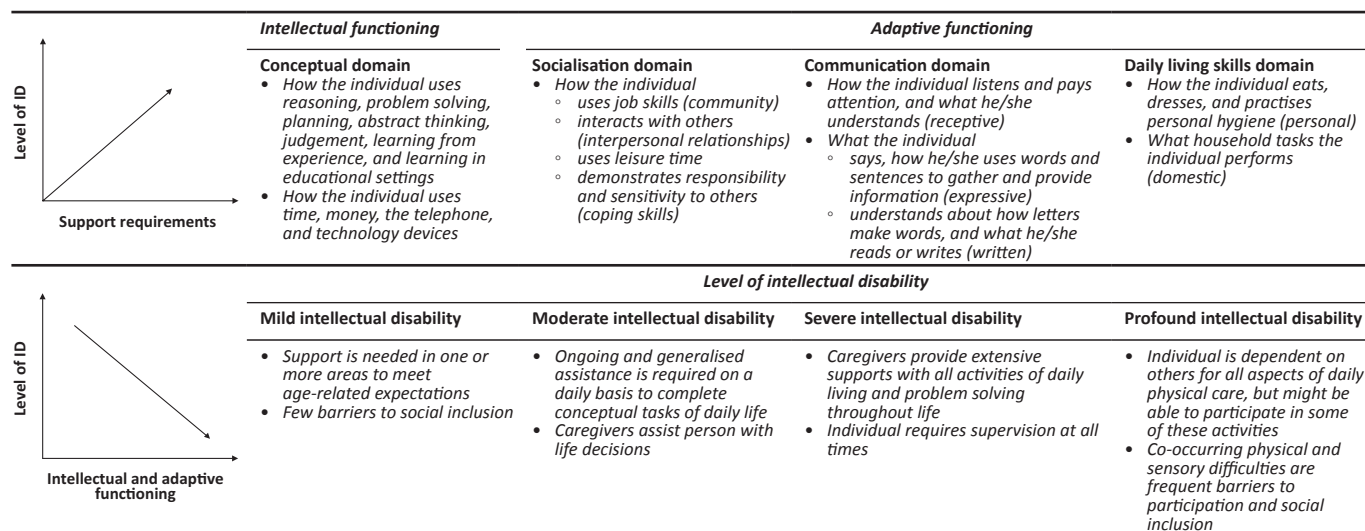 Level of ID
Support requirements
Intellectual functioning
Adaptive functioning
Conceptual domain
• How the individual uses
reasoning, problem solving,
planning, abstract thinking,
judgement, learning from
experience, and learning in
educational settings
• How the individual uses
time, money, the telephone,
and technology devices
Socialisation domain
• How the individual
◦ uses job skills (community)
◦ interacts with others
(interpersonal relationships)
◦ uses leisure time
◦ demonstrates responsibility
and sensitivity to others
(coping skills)
Communication domain
• How the individual listens and pays
attention, and what he/she
understands (receptive)
• What the individual
◦ says, how he/she uses words and
sentences to gather and provide
information (expressive)
◦ understands about how letters
make words, and what he/she
reads or writes (written)
Daily living skills domain
• How the individual eats,
dresses, and practises
personal hygiene (personal)
• What household tasks the
individual performs
(domestic)
Level of ID
Intellectual and adaptive
functioning
Level of intellectual disability
Mild intellectual disability
• Support is needed in one or
more areas to meet
age-related expectations
• Few barriers to social inclusion
Moderate intellectual disability
• Ongoing and generalised
assistance is required on a
daily basis to complete
conceptual tasks of daily life
• Caregivers assist person with
life decisions
Severe intellectual disability
• Caregivers provide extensive
supports with all activities of daily
living and problem solving
throughout life
• Individual requires supervision at all
times
Profound intellectual disability
• Individual is dependent on
others for all aspects of daily
physical care, but might be
able to participate in some
of these activities
• Co-occurring physical and
sensory difficulties are
frequent barriers to
participation and social
inclusion